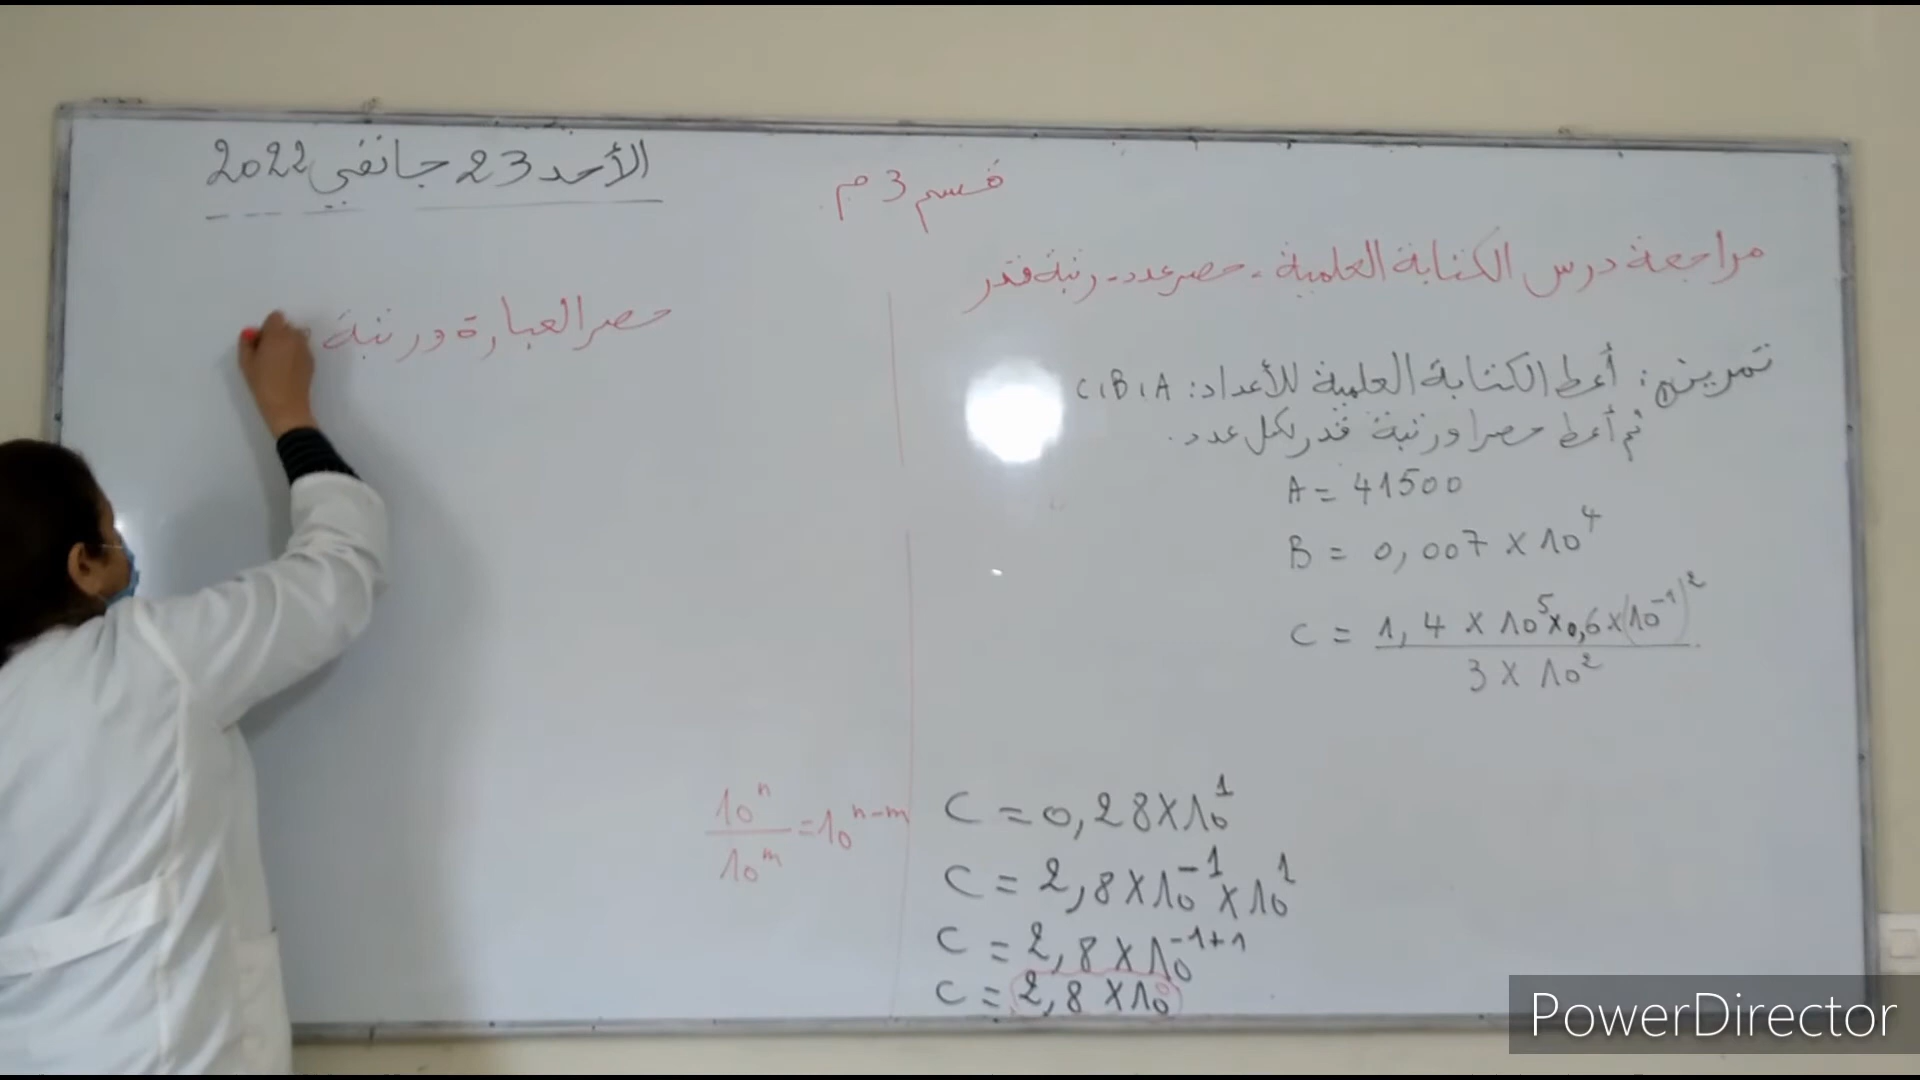 الأحد 23 جانفي 2022
قسم 3 م
مراجعة درس الكتابة العلمية - حصر عدد - رتبة قدر
تمرين 1: أعط الكتابة العلمية للأعداد: C، B، A
ثم أعط حصرا ورتبة قدر لكل عدد.
A = 41500
B = 0,007 × 10⁴
C = 1,4 × 10⁵ × 0,6 × (10⁻¹)²
3 × 10²
C = 0,28 × 10¹
C = 2,8 × 10⁻¹ × 10¹
C = 2,8 × 10⁻¹⁺¹
C = 2,8 × 10⁰
10ⁿ / 10ᵐ = 10ⁿ⁻ᵐ
حصر العبارة ورتبة
PowerDirector